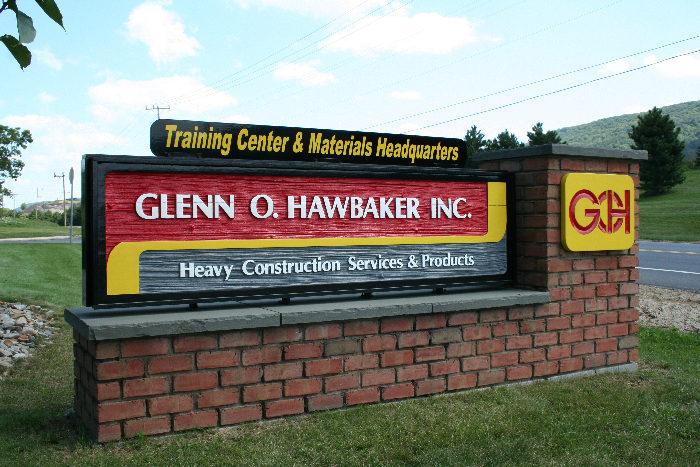 Training Center & Materials Headquarters
GLENN O. HAWBAKER INC.
GOH
Heavy Construction Services & Products